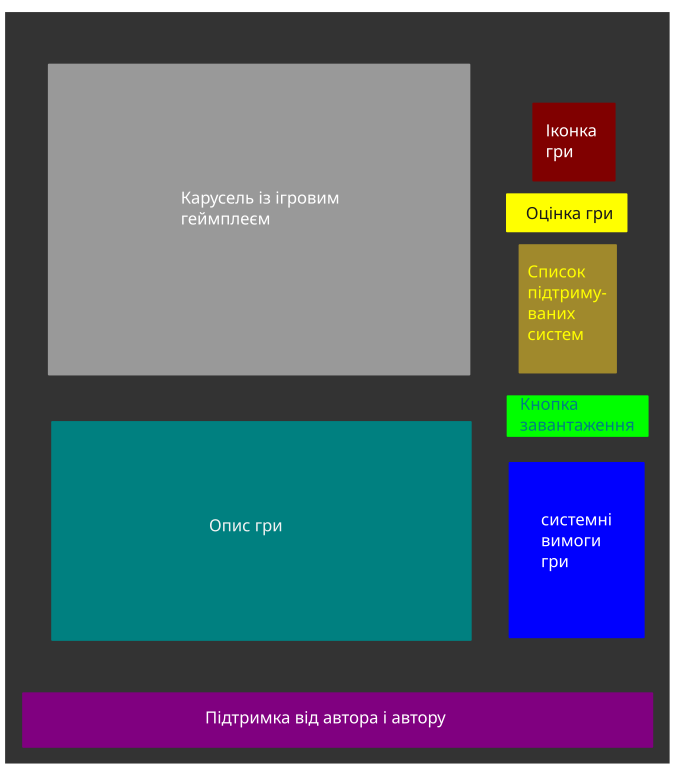 Карусель із ігровим
геймплеєм
Іконка
гри
Оцінка гри
Список
підтриму-
ваних
систем
Кнопка
завантаження
Опис гри
системні
вимоги
гри
Підтримка від автора і автору